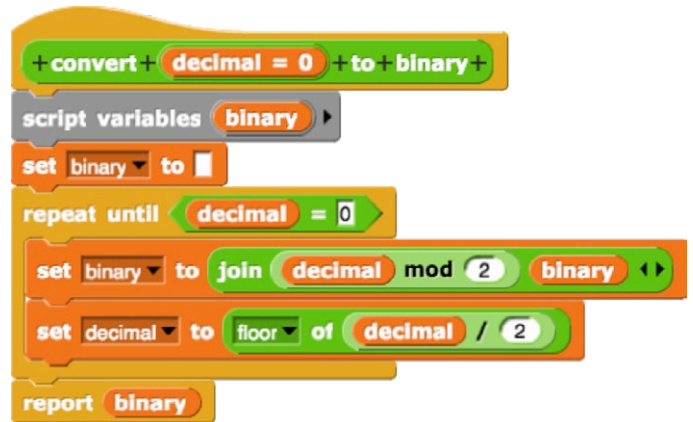 +convert+ decimal = 0 +to+binary+
script variables binary
set binary to
repeat until decimal = 0
set binary to join decimal mod 2 binary
set decimal to floor of decimal / 2
report binary